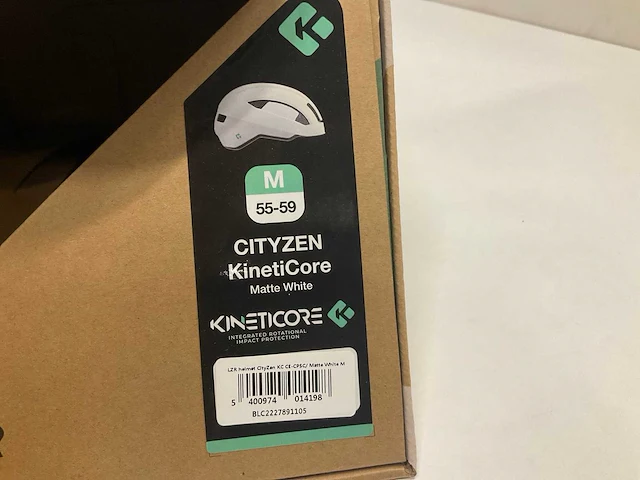 M
55-59
CITYZEN
KinetiCore
Matte White
KINETICORE
INTEGRATED ROTATIONAL
IMPACT PROTECTION
LZR helmet CityZen KC CE-CPSC/ Matte White M
5 400974 014198
BLC2227891105